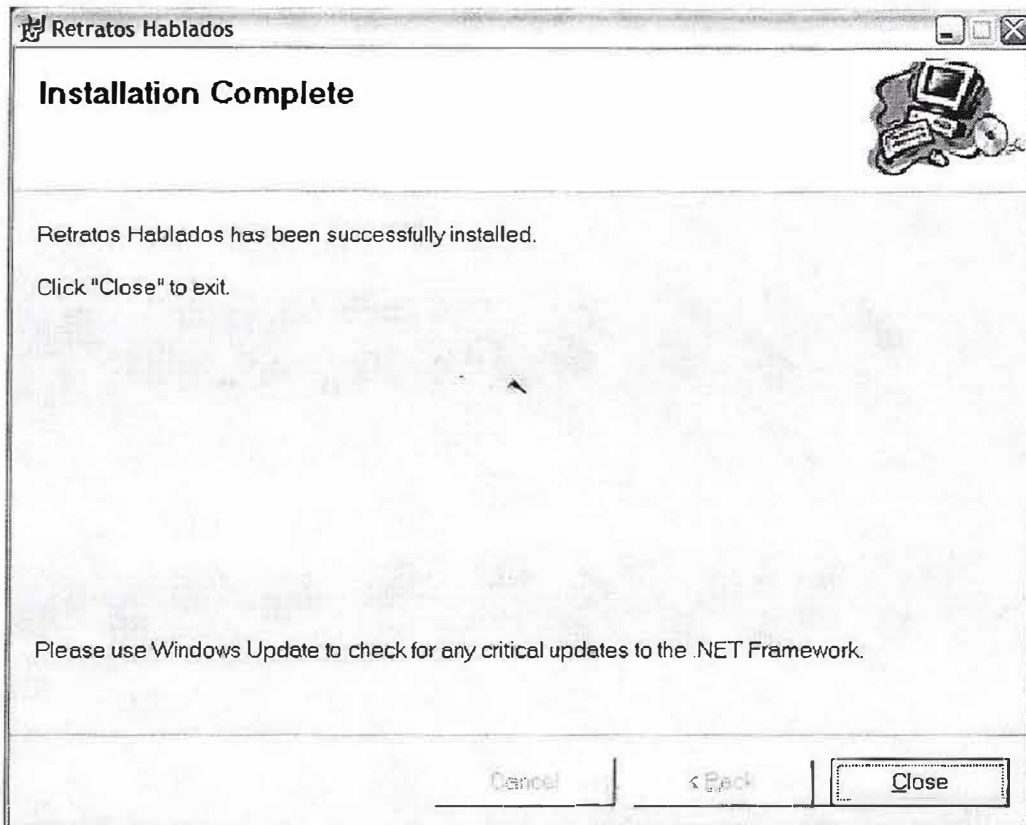 Retratos Hablados
Installation Complete
Retratos Hablados has been successfully installed.
Click "Close" to exit.
Please use Windows Update to check for any critical updates to the .NET Framework.
Cancel
< Back
Close